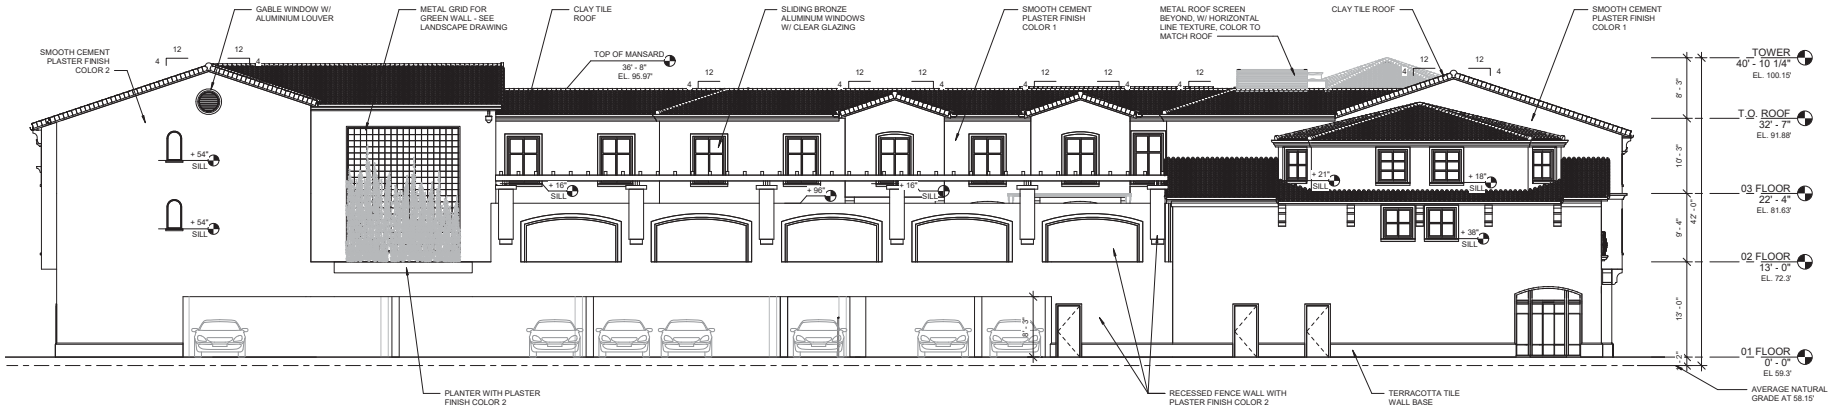 GABLE WINDOW W/
ALUMINIUM LOUVER
METAL GRID FOR
GREEN WALL - SEE
LANDSCAPE DRAWING
CLAY TILE
ROOF
SLIDING BRONZE
ALUMINUM WINDOWS
W/ CLEAR GLAZING
SMOOTH CEMENT
PLASTER FINISH
COLOR 1
METAL ROOF SCREEN
BEYOND, W/ HORIZONTAL
LINE TEXTURE, COLOR TO
MATCH ROOF
CLAY TILE ROOF
SMOOTH CEMENT
PLASTER FINISH
COLOR 1
SMOOTH CEMENT
PLASTER FINISH
COLOR 2
12
4
12
4
TOP OF MANSARD
36' - 8"
EL. 95.97'
12
4
12
4
12
4
12
4
12
4
12
4
12
4
12
4
TOWER
40' - 10 1/4"
EL. 100.15'
8' - 3"
T.O. ROOF
32' - 7"
EL. 91.88'
10' - 3"
03 FLOOR
22' - 4"
EL. 81.63'
42' - 0"
9' - 4"
02 FLOOR
13' - 0"
EL. 72.3'
13' - 0"
01 FLOOR
0' - 0"
EL 59.3'
+ 54"
SILL
+ 54"
SILL
+ 16"
SILL
+ 96"
+ 16"
SILL
+ 21"
SILL
+ 18"
SILL
+ 38"
SILL
8' - 3"
PLANTER WITH PLASTER
FINISH COLOR 2
RECESSED FENCE WALL WITH
PLASTER FINISH COLOR 2
TERRACOTTA TILE
WALL BASE
AVERAGE NATURAL
GRADE AT 58.15'